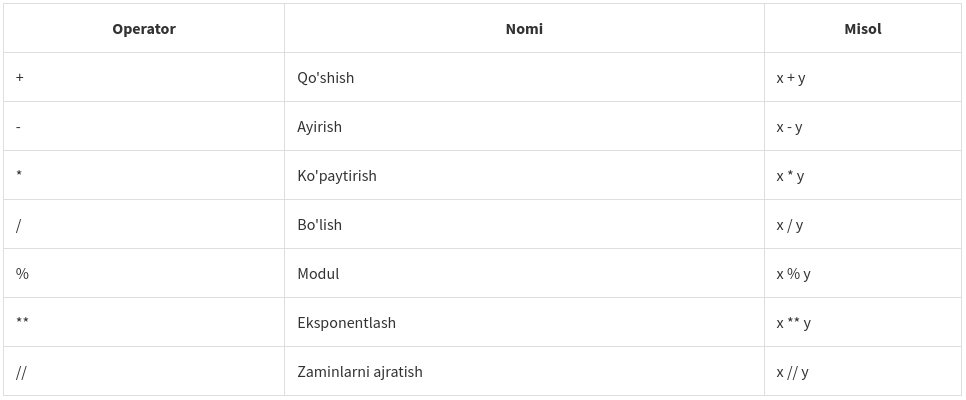 Operator Nomi Misol
+ Qo'shish x + y
- Ayirish x - y
* Ko'paytirish x * y
/ Bo'lish x / y
% Modul x % y
** Eksponentlash x ** y
// Zaminlarni ajratish x // y